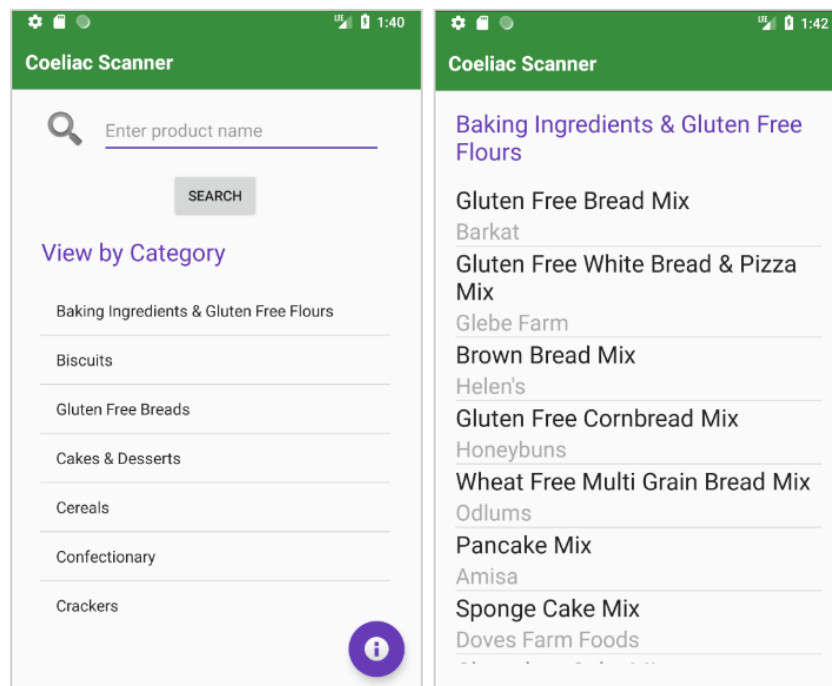 LTE 1:40
Coeliac Scanner
Enter product name
SEARCH
View by Category
Baking Ingredients & Gluten Free Flours
Biscuits
Gluten Free Breads
Cakes & Desserts
Cereals
Confectionary
Crackers
LTE 1:42
Coeliac Scanner
Baking Ingredients & Gluten Free
Flours
Gluten Free Bread Mix
Barkat
Gluten Free White Bread & Pizza
Mix
Glebe Farm
Brown Bread Mix
Helen's
Gluten Free Cornbread Mix
Honeybuns
Wheat Free Multi Grain Bread Mix
Odlums
Pancake Mix
Amisa
Sponge Cake Mix
Doves Farm Foods